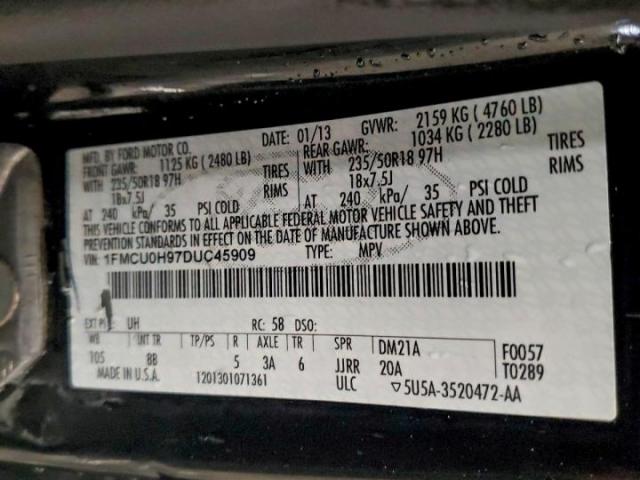 MFD. BY FORD MOTOR CO.
DATE: 01/13 GVWR: 2159 KG ( 4760 LB)
FRONT GAWR: 1125 KG ( 2480 LB) REAR GAWR: 1034 KG ( 2280 LB)
WITH 235/50R18 97H TIRES WITH 235/50R18 97H TIRES
18x7.5J RIMS 18x7.5J RIMS
AT 240 kPa/ 35 PSI COLD AT 240 kPa/ 35 PSI COLD
THIS VEHICLE CONFORMS TO ALL APPLICABLE FEDERAL MOTOR VEHICLE SAFETY AND THEFT
PREVENTION STANDARDS IN EFFECT ON THE DATE OF MANUFACTURE SHOWN ABOVE.
VIN: 1FMCU0H97DUC45909 TYPE: MPV
EXT UH RC: 58 DSO:
WB INT TR TP/PS R AXLE TR SPR DM21A F0057
105 8B 5 3A 6 JJRR 20A T0289
MADE IN U.S.A. 1201301071361 ULC ▽5U5A-3520472-AA